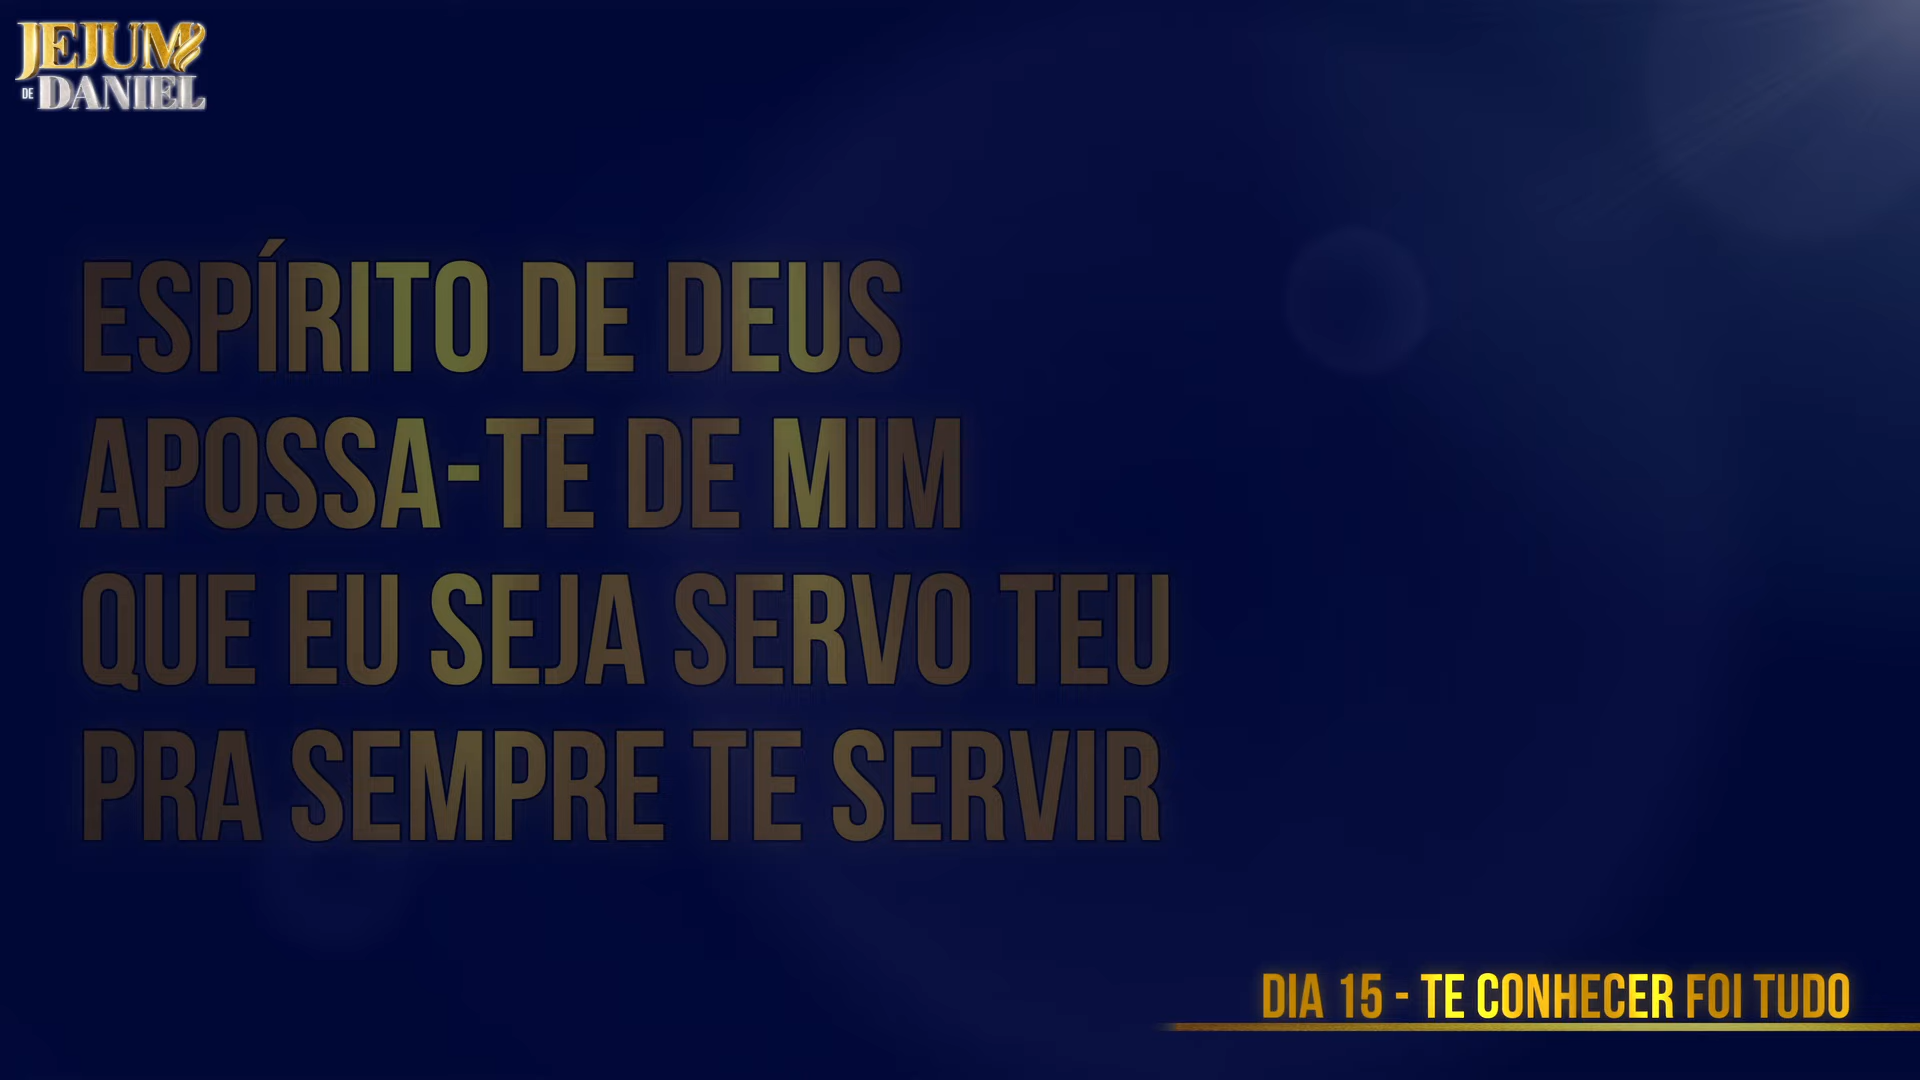 JEJUM
DE DANIEL
ESPÍRITO DE DEUS
APOSSA-TE DE MIM
QUE EU SEJA SERVO TEU
PRA SEMPRE TE SERVIR
DIA 15 - TE CONHECER FOI TUDO